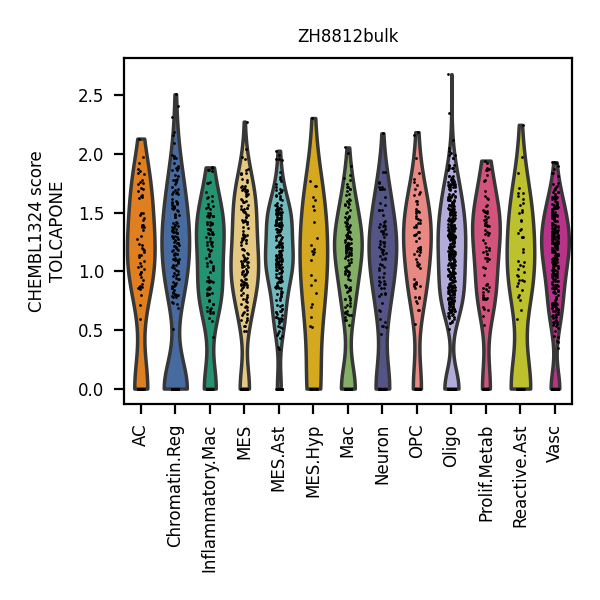 ZH8812bulk
CHEMBL1324 score
TOLCAPONE
2.5
2.0
1.5
1.0
0.5
0.0
AC
Chromatin.Reg
Inflammatory.Mac
MES
MES.Ast
MES.Hyp
Mac
Neuron
OPC
Oligo
Prolif.Metab
Reactive.Ast
Vasc